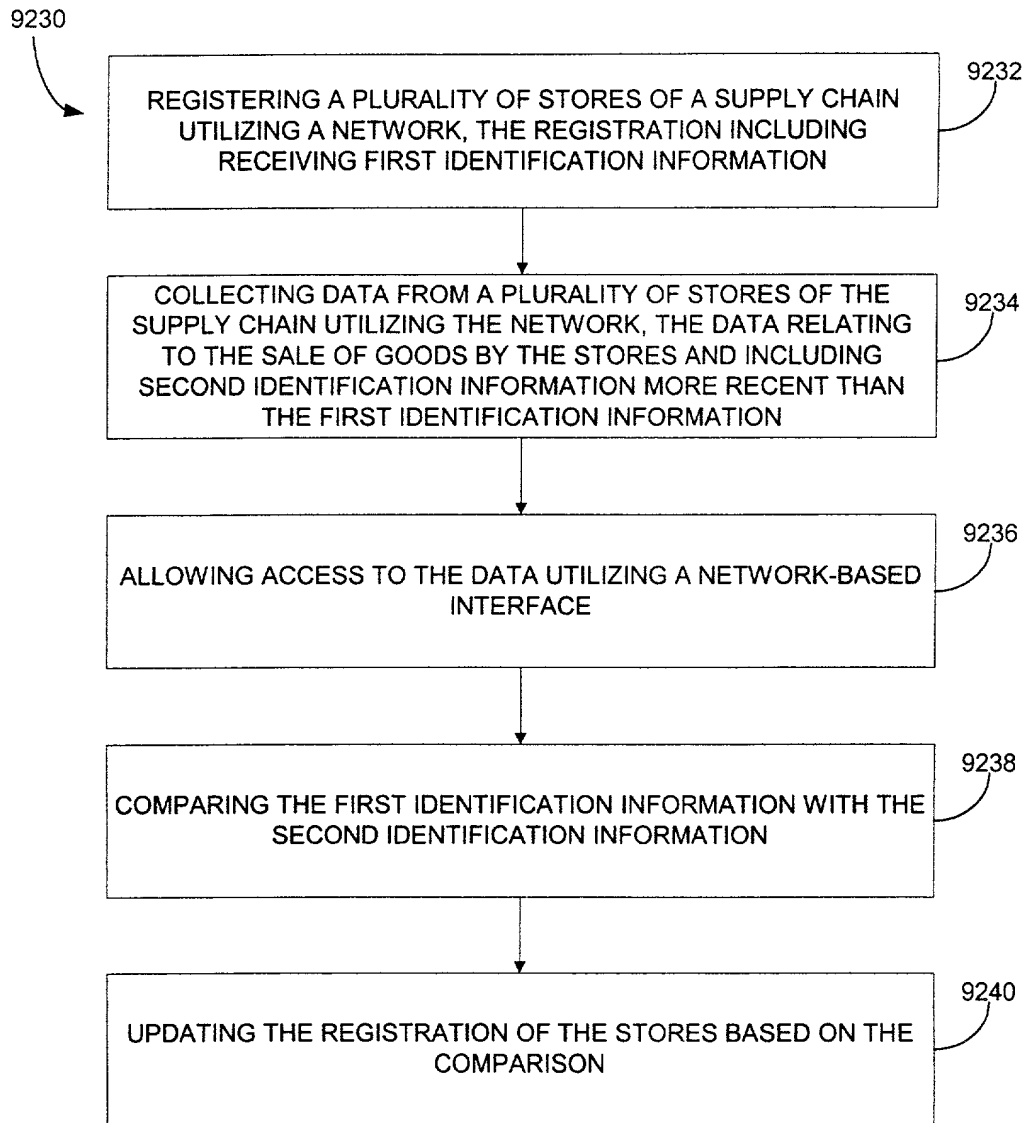 9230
9232
REGISTERING A PLURALITY OF STORES OF A SUPPLY CHAIN
UTILIZING A NETWORK, THE REGISTRATION INCLUDING
RECEIVING FIRST IDENTIFICATION INFORMATION
9234
COLLECTING DATA FROM A PLURALITY OF STORES OF THE
SUPPLY CHAIN UTILIZING THE NETWORK, THE DATA RELATING
TO THE SALE OF GOODS BY THE STORES AND INCLUDING
SECOND IDENTIFICATION INFORMATION MORE RECENT THAN
THE FIRST IDENTIFICATION INFORMATION
9236
ALLOWING ACCESS TO THE DATA UTILIZING A NETWORK-BASED
INTERFACE
9238
COMPARING THE FIRST IDENTIFICATION INFORMATION WITH THE
SECOND IDENTIFICATION INFORMATION
9240
UPDATING THE REGISTRATION OF THE STORES BASED ON THE
COMPARISON